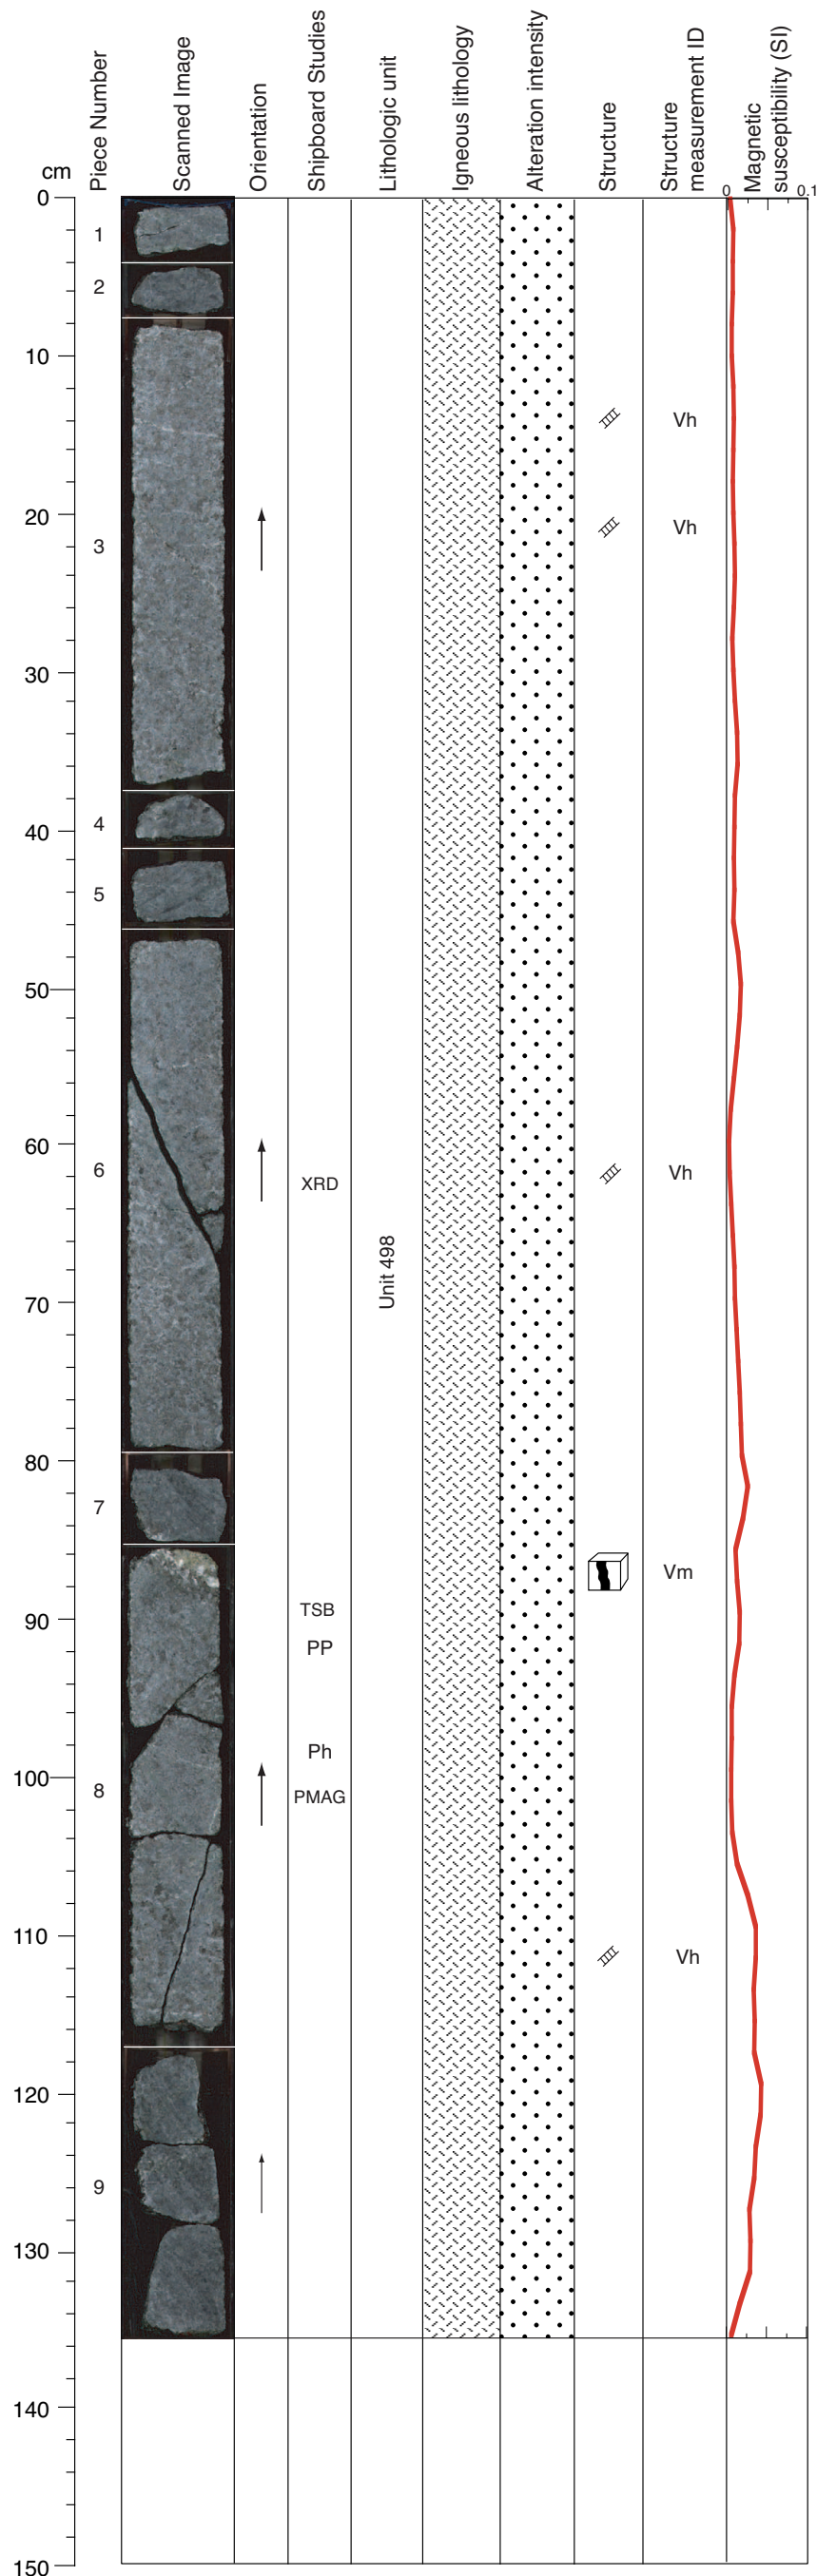 cm
Piece Number
Scanned Image
Orientation
Shipboard Studies
Lithologic unit
Igneous lithology
Alteration intensity
Structure
Structure
measurement ID
Magnetic
susceptibility (SI)
0 0 0.1
1
2
10
Vh
20
Vh
3
30
4
40
5
50
60
6 XRD Vh
Unit 498
70
80
7
Vm
90 TSB
PP
Ph
100
8 PMAG
110
Vh
120
9
130
140
150